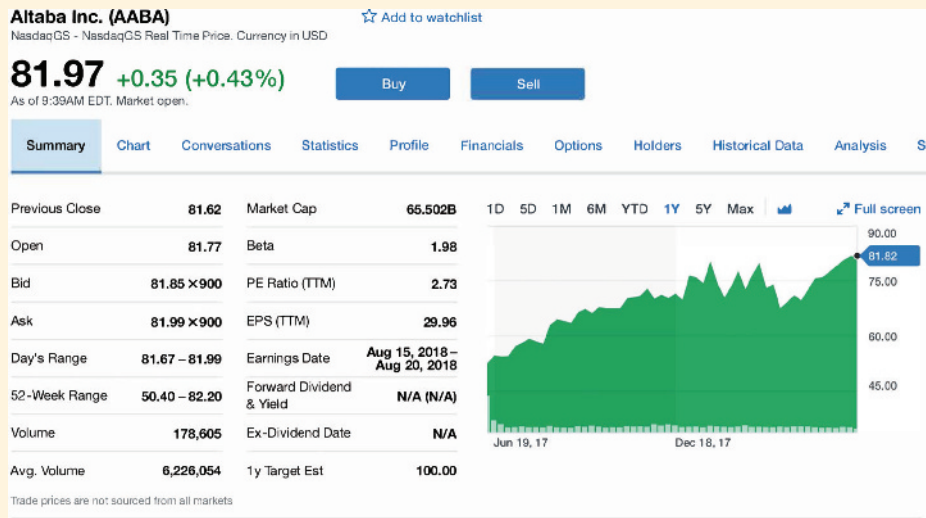 Altaba Inc. (AABA)
☆ Add to watchlist
NasdaqGS - NasdaqGS Real Time Price. Currency in USD
81.97 +0.35 (+0.43%)
As of 9:39AM EDT. Market open.
Buy
Sell
Summary Chart Conversations Statistics Profile Financials Options Holders Historical Data Analysis S
Previous Close 81.62
Open 81.77
Bid 81.85 ×900
Ask 81.99 ×900
Day's Range 81.67 – 81.99
52-Week Range 50.40 – 82.20
Volume 178,605
Avg. Volume 6,226,054
Market Cap 65.502B
Beta 1.98
PE Ratio (TTM) 2.73
EPS (TTM) 29.96
Earnings Date Aug 15, 2018 –
Aug 20, 2018
Forward Dividend
& Yield N/A (N/A)
Ex-Dividend Date N/A
1y Target Est 100.00
1D 5D 1M 6M YTD 1Y 5Y Max
Full screen
90.00
81.82
75.00
60.00
45.00
Jun 19, 17
Dec 18, 17
Trade prices are not sourced from all markets